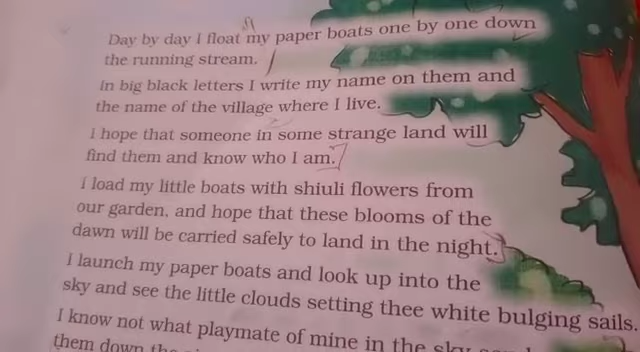 Day by day I float my paper boats one by one down
the running stream.
in big black letters I write my name on them and
the name of the village where I live.
i hope that someone in some strange land will
find them and know who I am.
i load my little boats with shiuli flowers from
our garden, and hope that these blooms of the
dawn will be carried safely to land in the night.
I launch my paper boats and look up into the
sky and see the little clouds setting thee white bulging sails.
I know not what playmate of mine in the sky
them down the